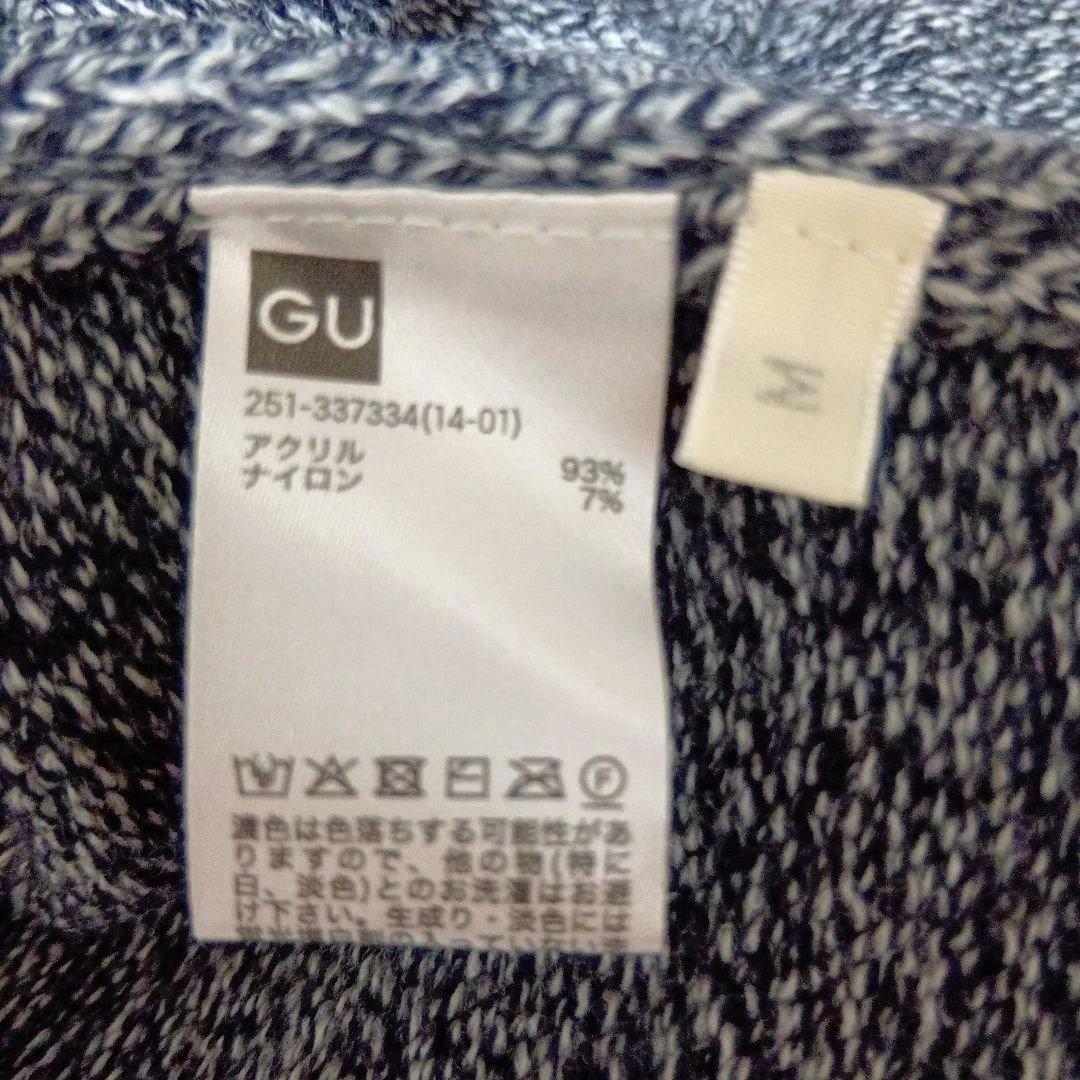 GU
251-337334(14-01)
アクリル 93%
ナイロン 7%
M
F
濃色は色落ちする可能性があ
りますので、他の物(特に
白、淡色)とのお洗濯はお避
け下さい。生成り・淡色には